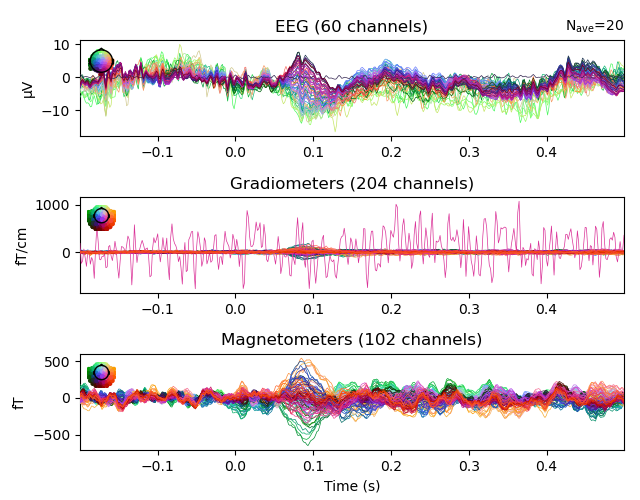 EEG (60 channels)
Nave=20
10
0
−10
µV
−0.1 0.0 0.1 0.2 0.3 0.4
Gradiometers (204 channels)
1000
0
fT/cm
−0.1 0.0 0.1 0.2 0.3 0.4
Magnetometers (102 channels)
500
0
−500
fT
−0.1 0.0 0.1 0.2 0.3 0.4
Time (s)